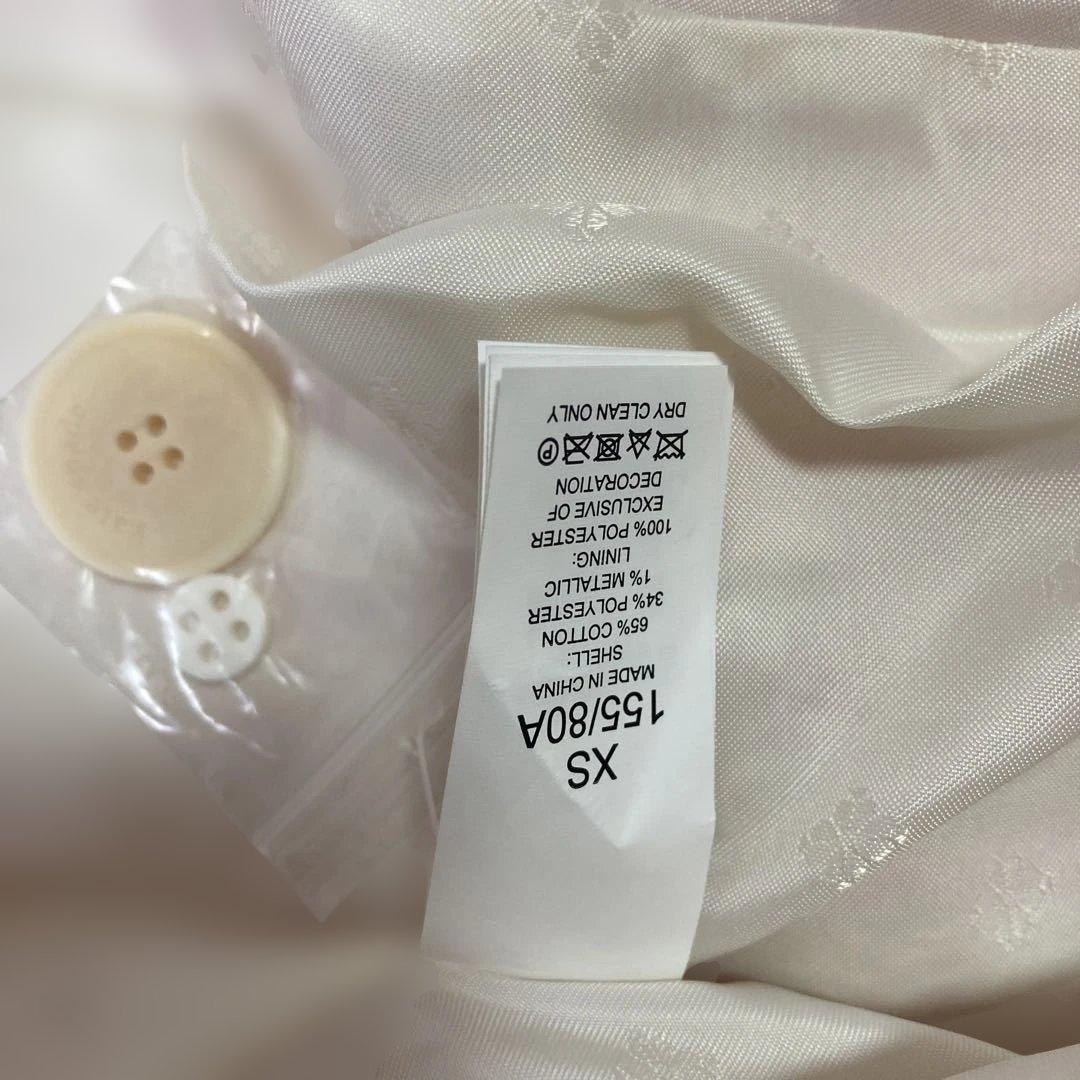 XS
155/80A
MADE IN CHINA
SHELL:
65% COTTON
34% POLYESTER
1% METALLIC
LINING:
100% POLYESTER
EXCLUSIVE OF
DECORATION
P
DRY CLEAN ONLY